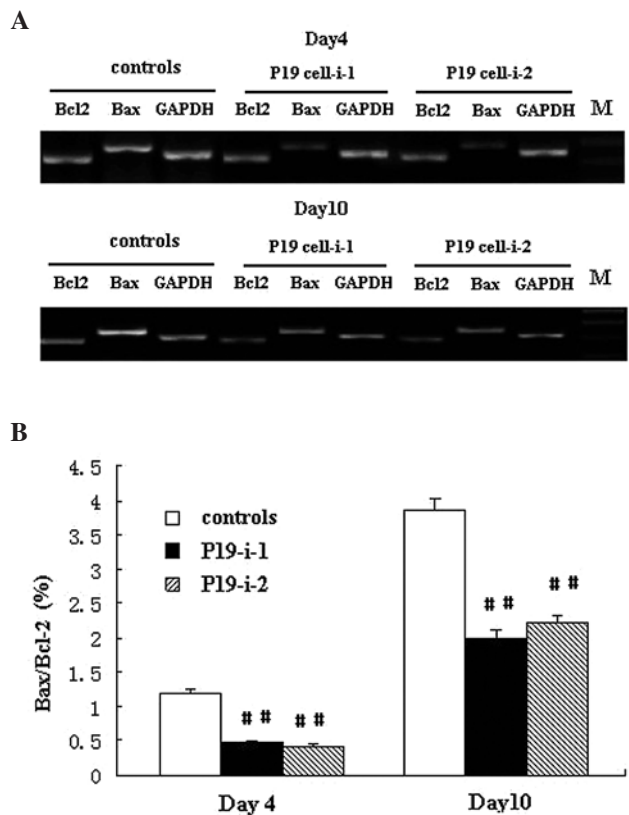 A
Day4
controls P19 cell-i-1 P19 cell-i-2
Bcl2 Bax GAPDH Bcl2 Bax GAPDH Bcl2 Bax GAPDH M
Day10
controls P19 cell-i-1 P19 cell-i-2
Bcl2 Bax GAPDH Bcl2 Bax GAPDH Bcl2 Bax GAPDH M
B
Bax/Bcl-2 (%)
4.5
4
3.5
3
2.5
2
1.5
1
0.5
0
controls
P19-i-1
P19-i-2
# # # #
# # # #
Day 4 Day10